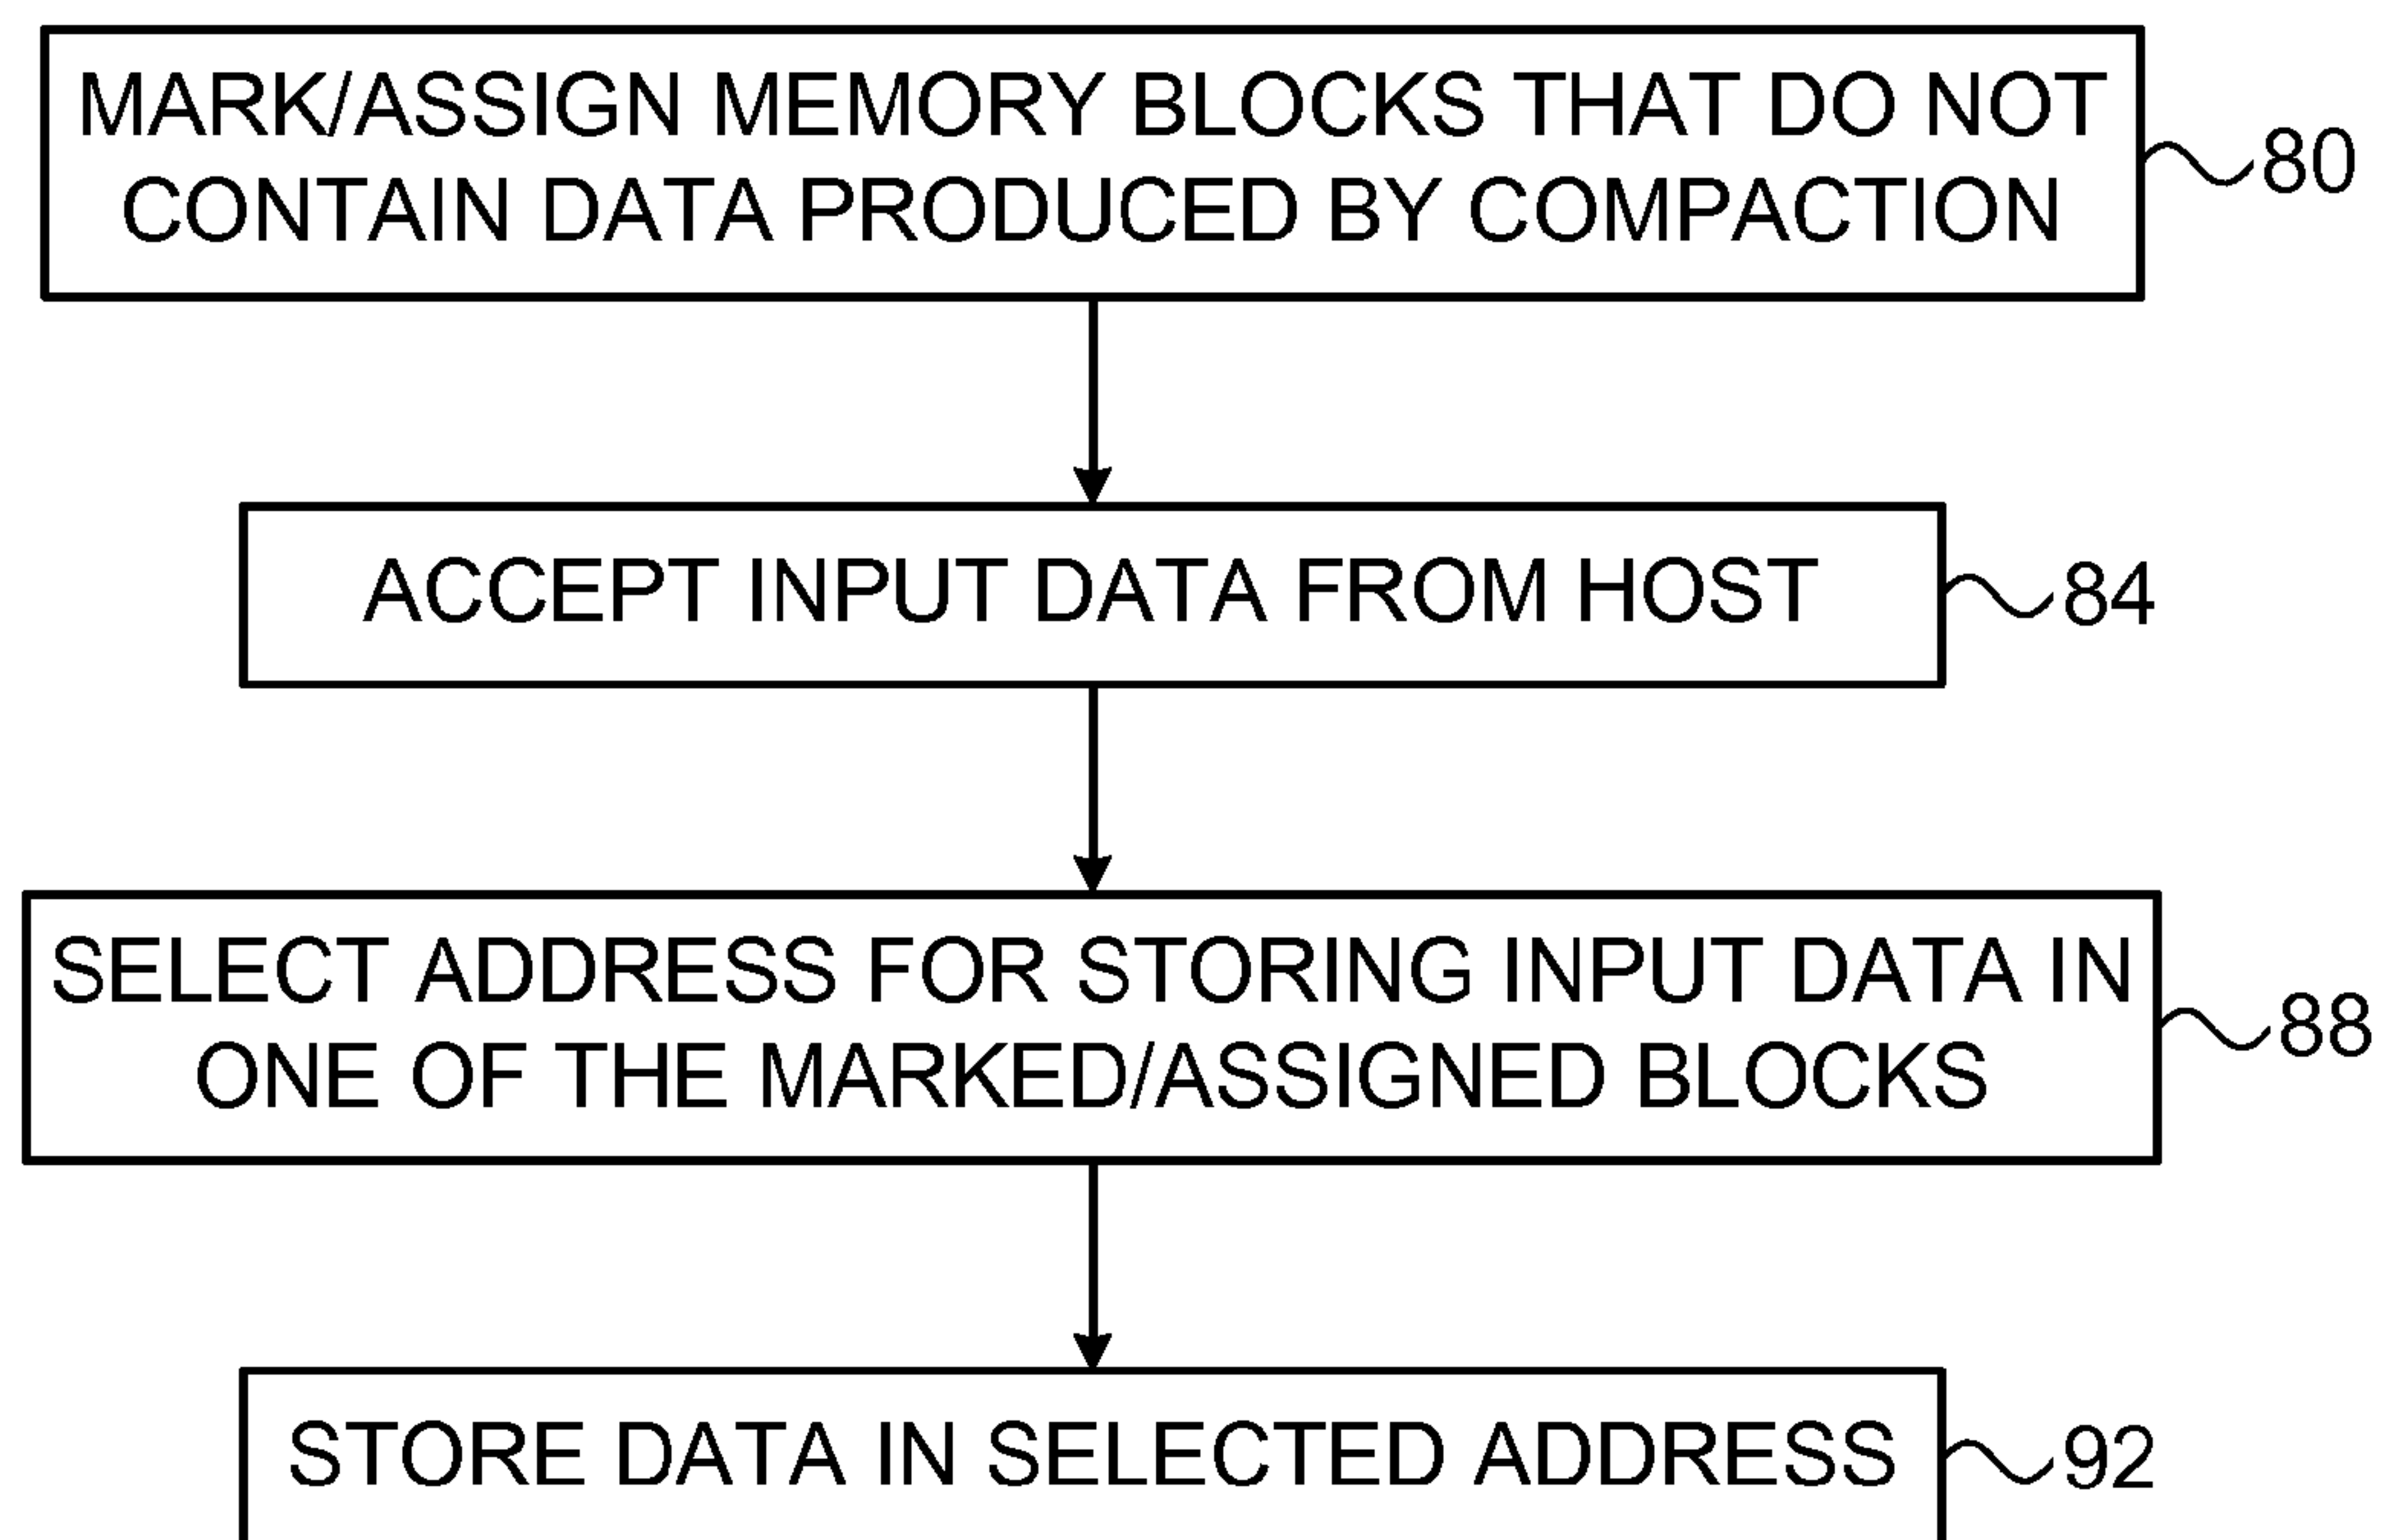 MARK/ASSIGN MEMORY BLOCKS THAT DO NOT
CONTAIN DATA PRODUCED BY COMPACTION
80
ACCEPT INPUT DATA FROM HOST
84
SELECT ADDRESS FOR STORING INPUT DATA IN
ONE OF THE MARKED/ASSIGNED BLOCKS
88
STORE DATA IN SELECTED ADDRESS
92